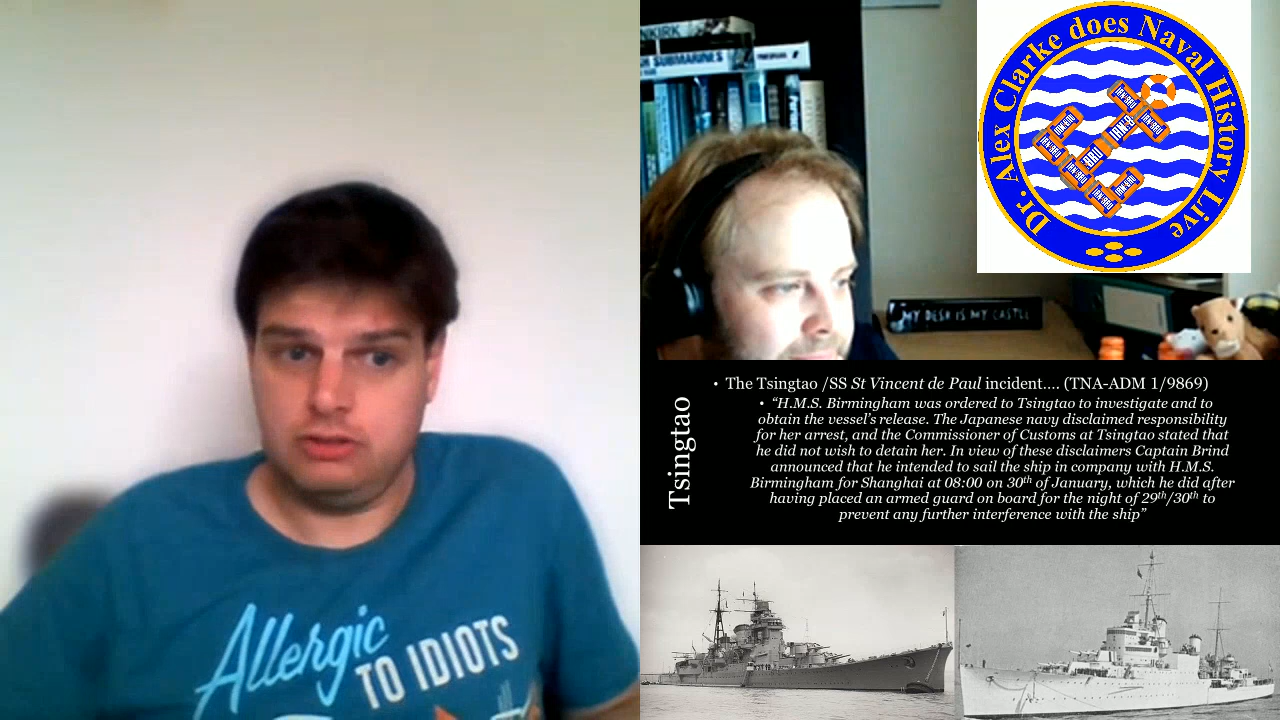 NKIRK
SUBMARINES
Dr. Alex Clarke does Naval History Live
MY DESK IS MY CASTLE
Tsingtao
• The Tsingtao /SS St Vincent de Paul incident.... (TNA-ADM 1/9869)
• “H.M.S. Birmingham was ordered to Tsingtao to investigate and to
obtain the vessel’s release. The Japanese navy disclaimed responsibility
for her arrest, and the Commissioner of Customs at Tsingtao stated that
he did not wish to detain her. In view of these disclaimers Captain Brind
announced that he intended to sail the ship in company with H.M.S.
Birmingham for Shanghai at 08:00 on 30th of January, which he did after
having placed an armed guard on board for the night of 29th/30th to
prevent any further interference with the ship”
Allergic
TO IDIOTS